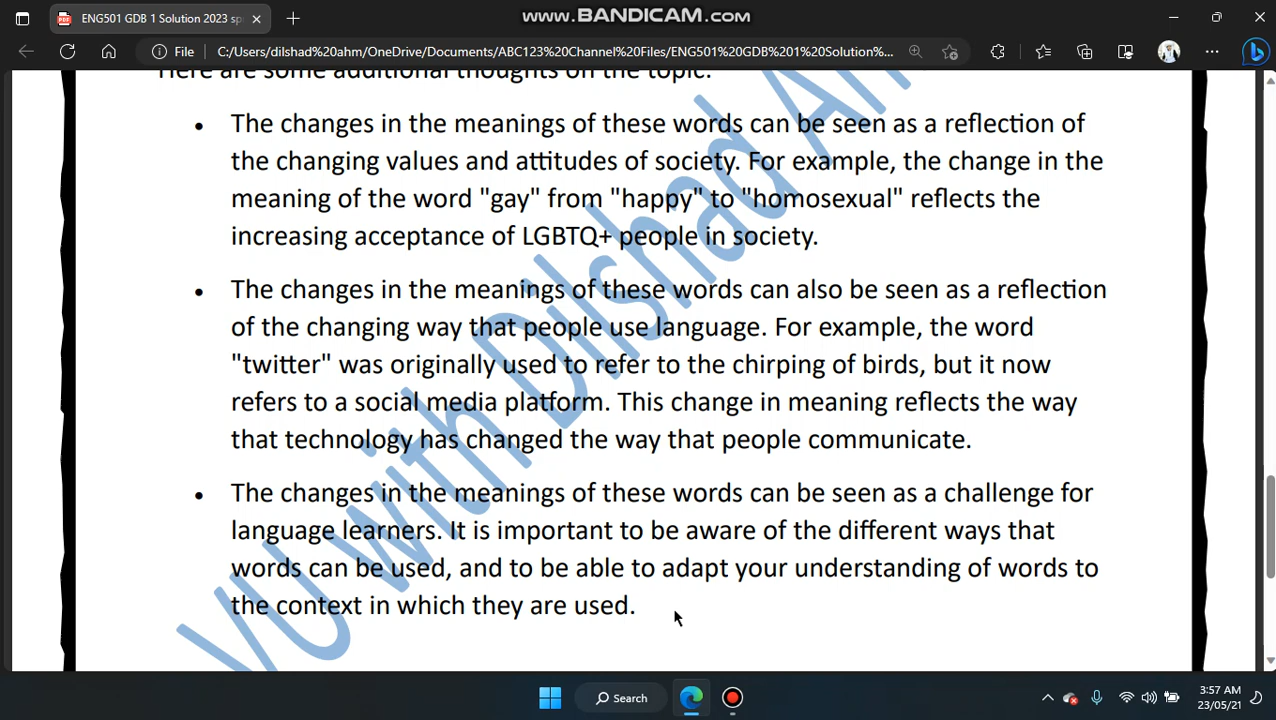 ENG501 GDB 1 Solution 2023 sp
www.BANDICAM.com
File
C:/Users/dilshad%20ahm/OneDrive/Documents/ABC123%20Channel%20Files/ENG501%20GDB%201%20Solution%...
Here are some additional thoughts on the topic:
• The changes in the meanings of these words can be seen as a reflection of
the changing values and attitudes of society. For example, the change in the
meaning of the word "gay" from "happy" to "homosexual" reflects the
increasing acceptance of LGBTQ+ people in society.
• The changes in the meanings of these words can also be seen as a reflection
of the changing way that people use language. For example, the word
"twitter" was originally used to refer to the chirping of birds, but it now
refers to a social media platform. This change in meaning reflects the way
that technology has changed the way that people communicate.
• The changes in the meanings of these words can be seen as a challenge for
language learners. It is important to be aware of the different ways that
words can be used, and to be able to adapt your understanding of words to
the context in which they are used.
VU with Dilshad
Search
3:57 AM
23/05/21